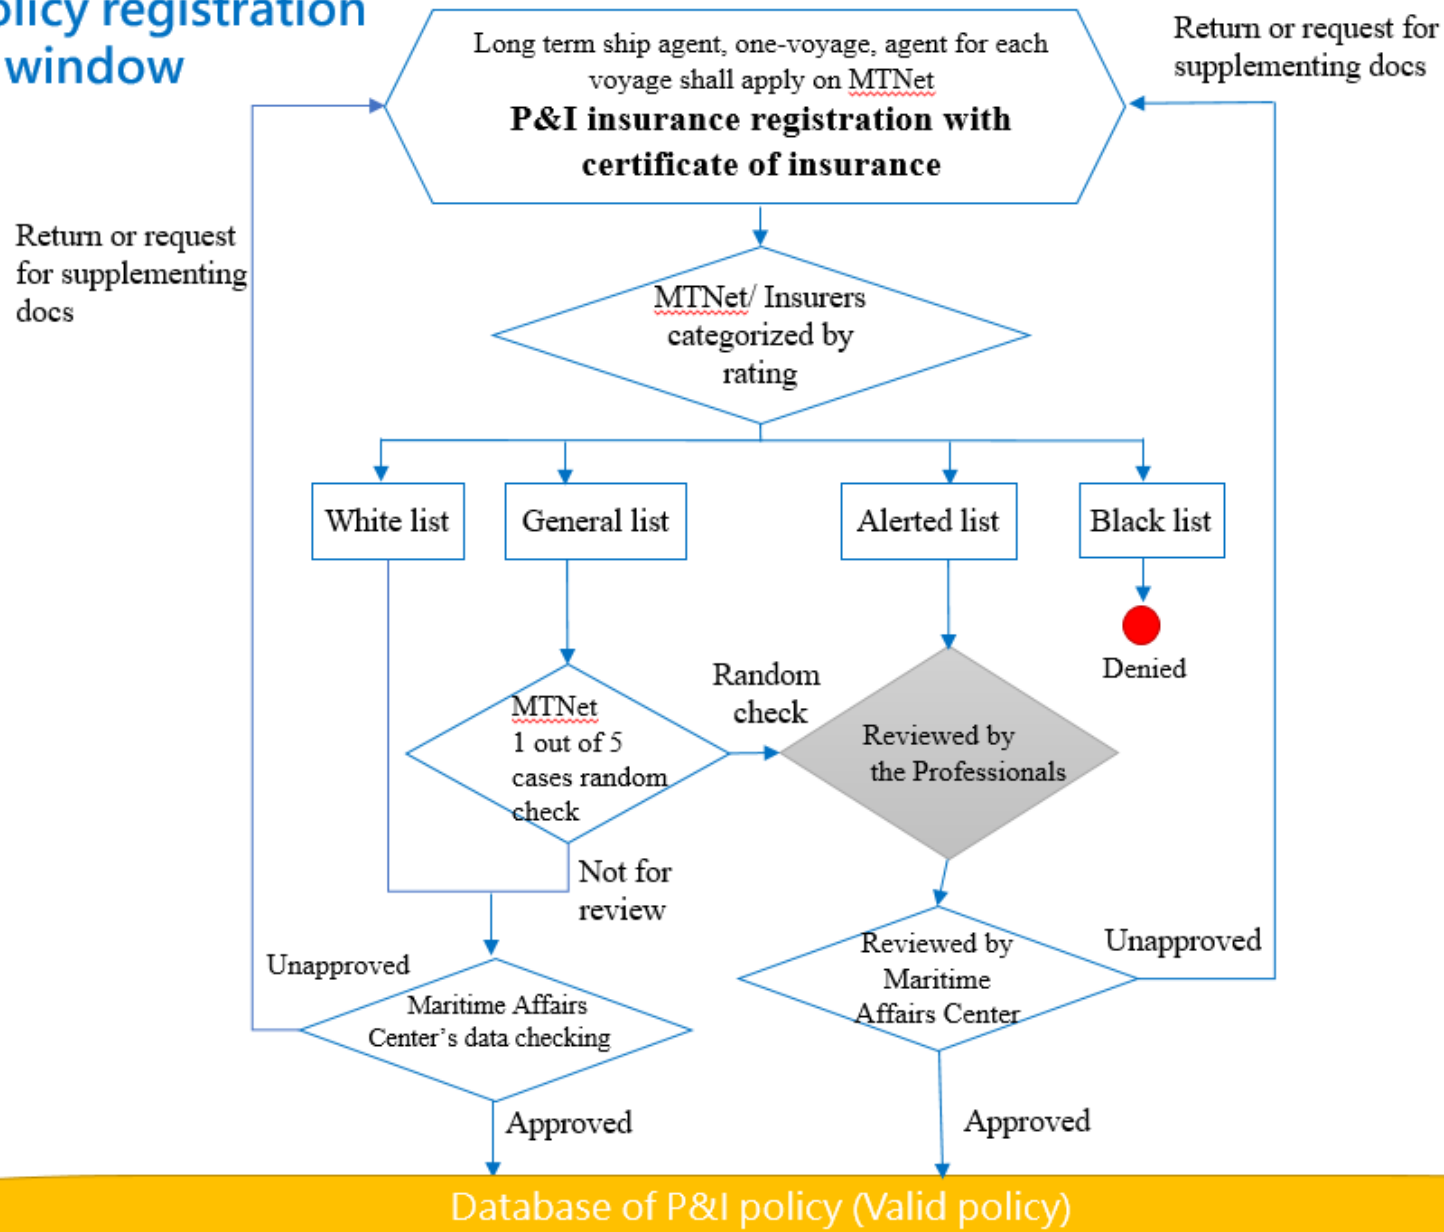 olicy registration
window
Long term ship agent, one-voyage, agent for each
voyage shall apply on MTNet
P&I insurance registration with
certificate of insurance
Return or request for
supplementing docs
Return or request
for supplementing
docs
MTNet/ Insurers
categorized by
rating
White list
General list
Alerted list
Black list
Denied
MTNet
1 out of 5
cases random
check
Random
check
Reviewed by
the Professionals
Not for
review
Unapproved
Maritime Affairs
Center’s data checking
Reviewed by
Maritime
Affairs Center
Unapproved
Approved
Approved
Database of P&I policy (Valid policy)